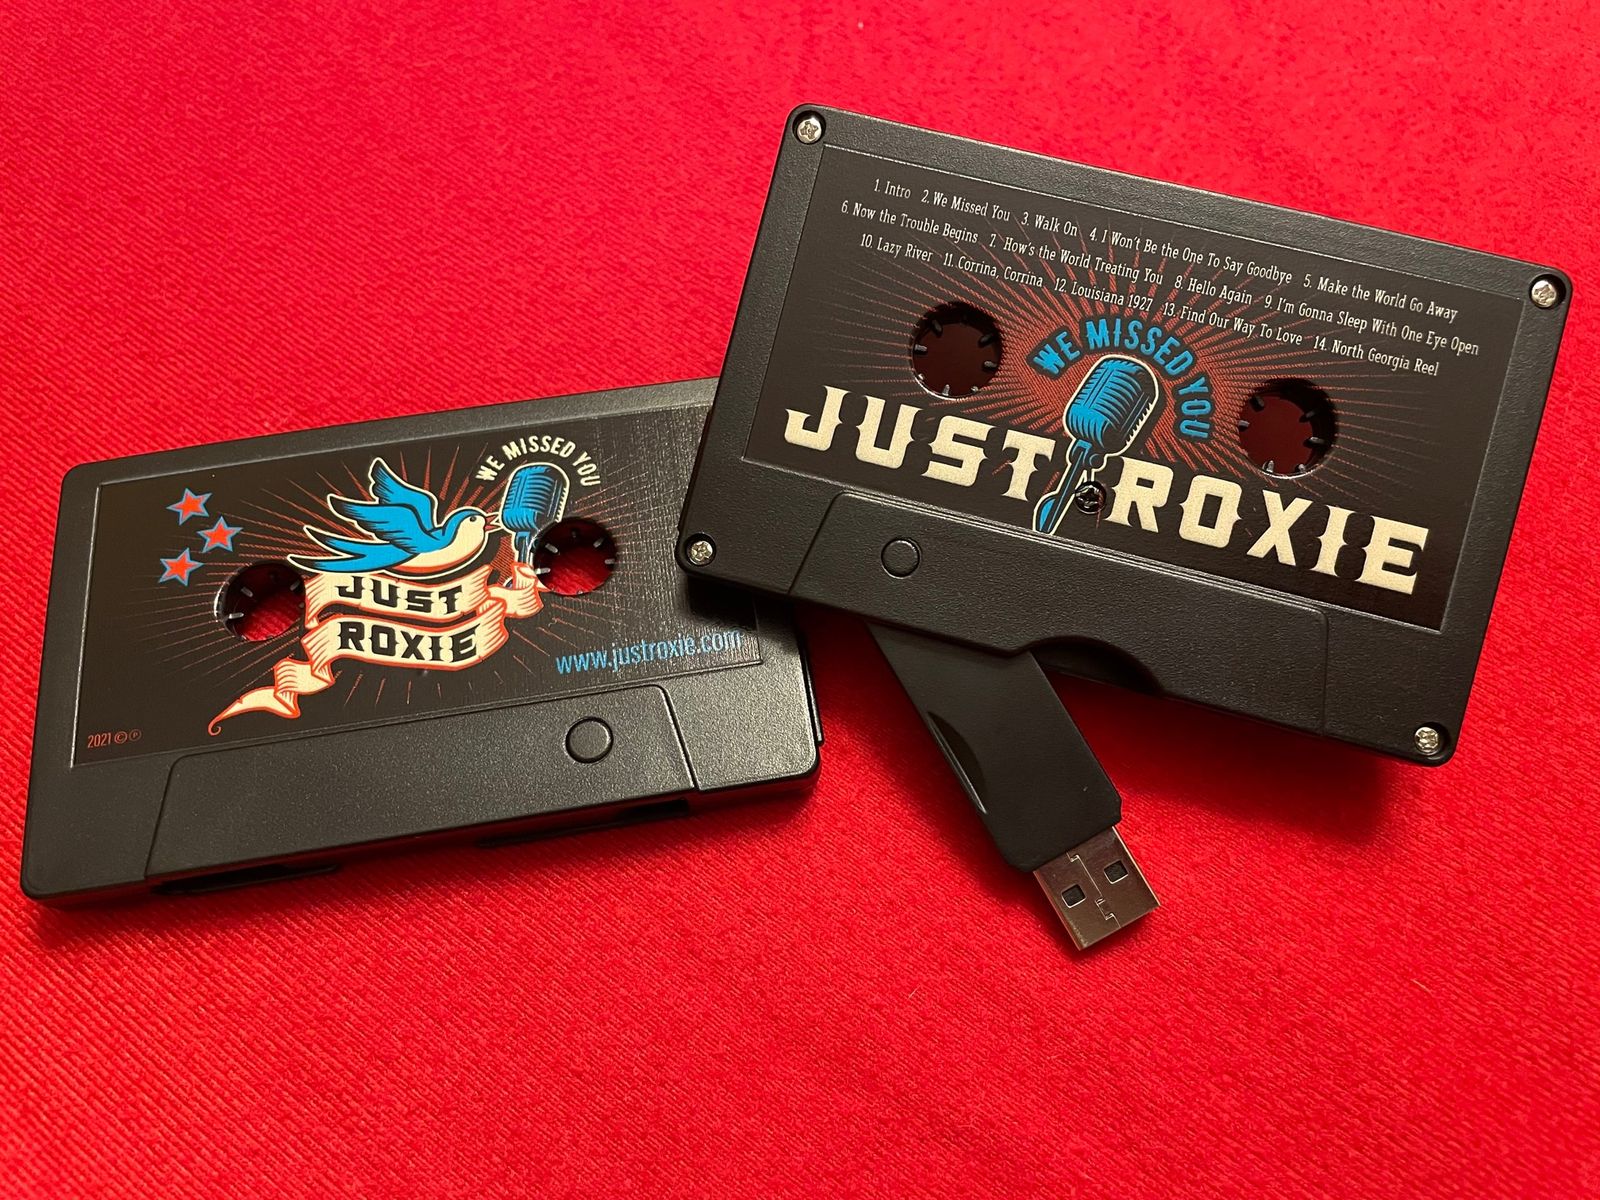 WE MISSED YOU
JUST
ROXIE
www.justroxie.com
2021 © ℗
1. Intro 2. We Missed You 3. Walk On 4. I Won't Be the One To Say Goodbye 5. Make the World Go Away
6. Now the Trouble Begins 7. How's the World Treating You 8. Hello Again 9. I'm Gonna Sleep With One Eye Open
10. Lazy River 11. Corrina, Corrina 12. Louisiana 1927 13. Find Our Way To Love 14. North Georgia Reel
WE MISSED YOU
JUST ROXIE